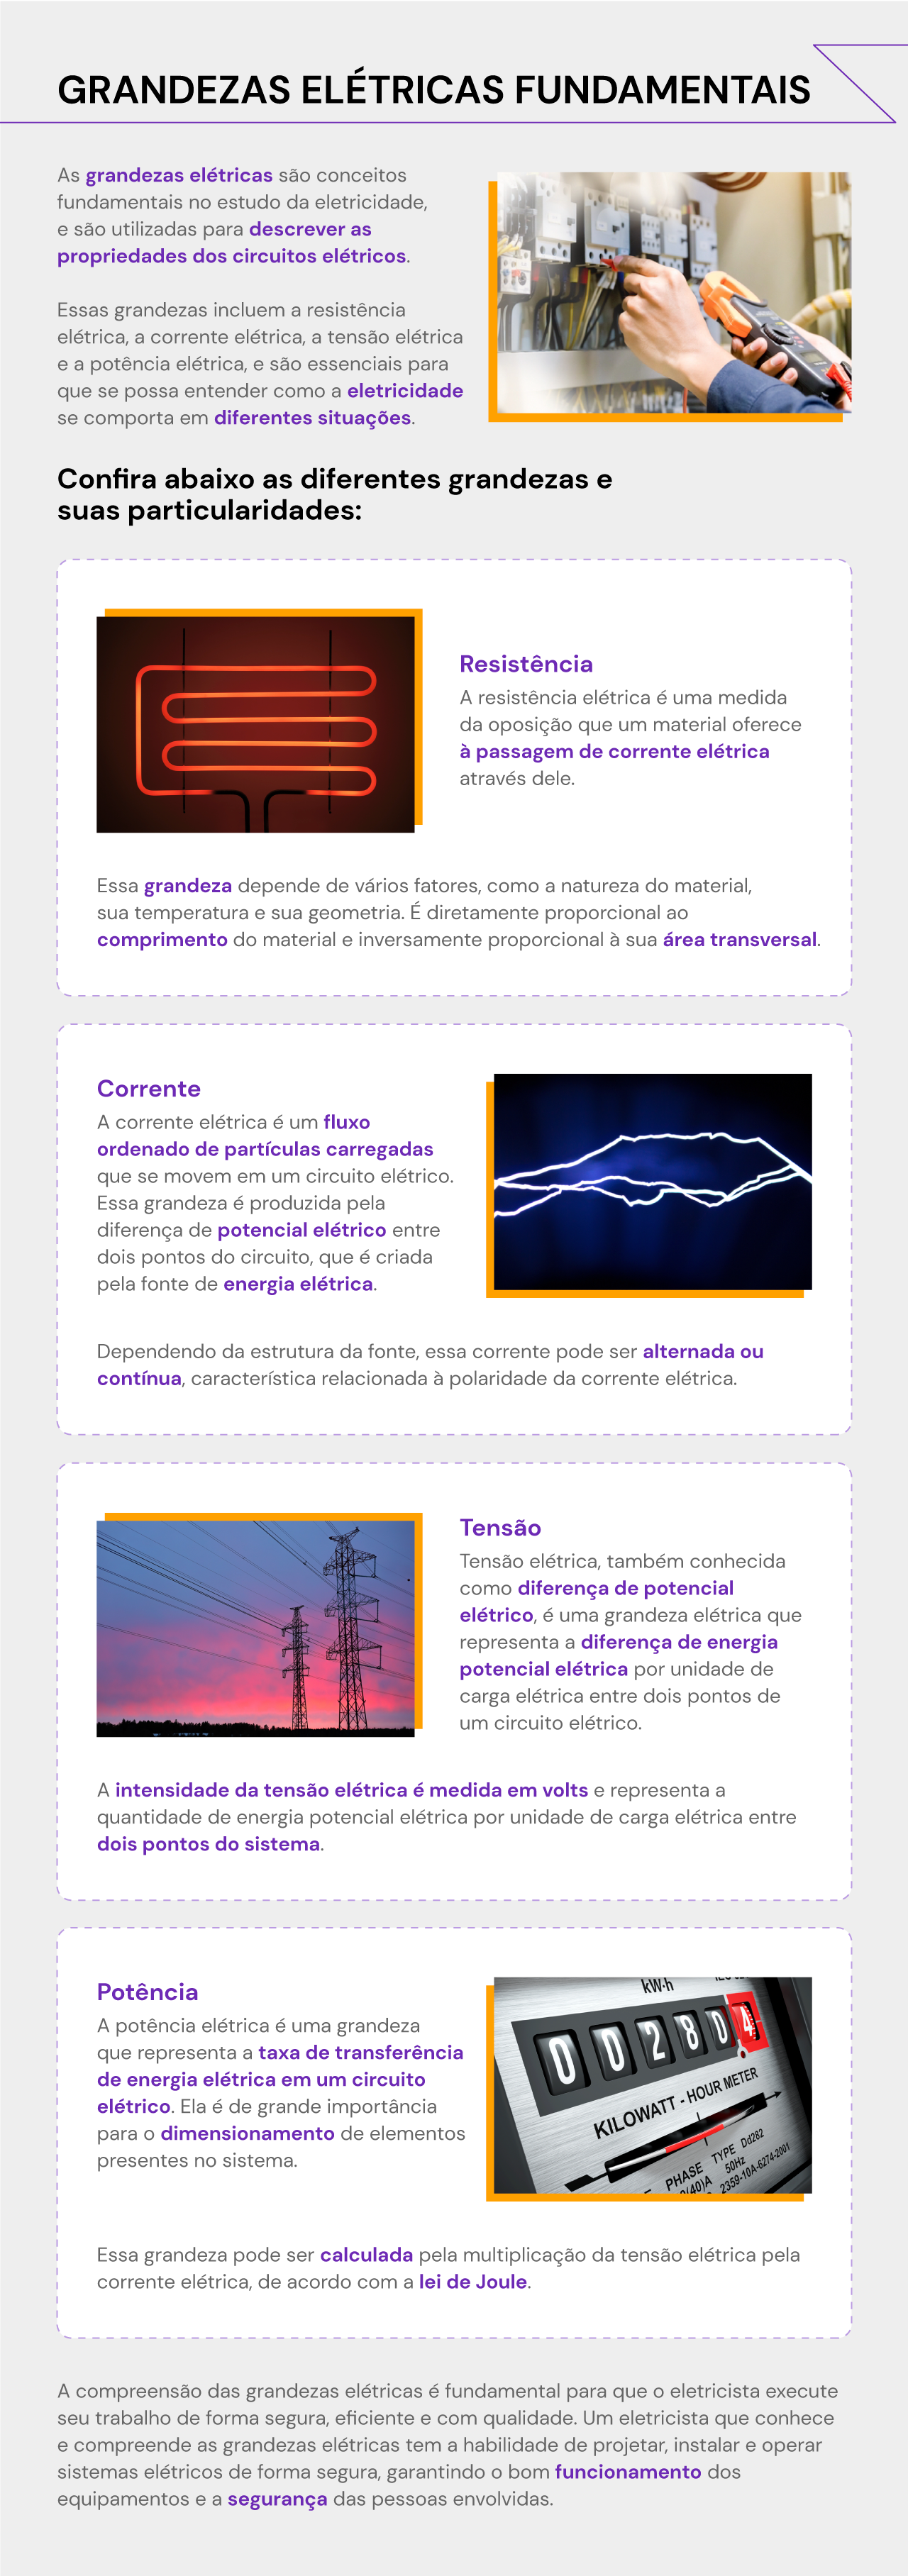 GRANDEZAS ELÉTRICAS FUNDAMENTAIS
As grandezas elétricas são conceitos
fundamentais no estudo da eletricidade,
e são utilizadas para descrever as
propriedades dos circuitos elétricos.
Essas grandezas incluem a resistência
elétrica, a corrente elétrica, a tensão elétrica
e a potência elétrica, e são essenciais para
que se possa entender como a eletricidade
se comporta em diferentes situações.
Confira abaixo as diferentes grandezas e
suas particularidades:
Resistência
A resistência elétrica é uma medida
da oposição que um material oferece
à passagem de corrente elétrica
através dele.
Essa grandeza depende de vários fatores, como a natureza do material,
sua temperatura e sua geometria. É diretamente proporcional ao
comprimento do material e inversamente proporcional à sua área transversal.
Corrente
A corrente elétrica é um fluxo
ordenado de partículas carregadas
que se movem em um circuito elétrico.
Essa grandeza é produzida pela
diferença de potencial elétrico entre
dois pontos do circuito, que é criada
pela fonte de energia elétrica.
Dependendo da estrutura da fonte, essa corrente pode ser alternada ou
contínua, característica relacionada à polaridade da corrente elétrica.
Tensão
Tensão elétrica, também conhecida
como diferença de potencial
elétrico, é uma grandeza elétrica que
representa a diferença de energia
potencial elétrica por unidade de
carga elétrica entre dois pontos de
um circuito elétrico.
A intensidade da tensão elétrica é medida em volts e representa a
quantidade de energia potencial elétrica por unidade de carga elétrica entre
dois pontos do sistema.
Potência
A potência elétrica é uma grandeza
que representa a taxa de transferência
de energia elétrica em um circuito
elétrico. Ela é de grande importância
para o dimensionamento de elementos
presentes no sistema.
kW·h
0 0 2 8 0 4
KILOWATT - HOUR METER
PHASE TYPE Dd282
(40)A 50Hz
2359-10A-6274-2001
Essa grandeza pode ser calculada pela multiplicação da tensão elétrica pela
corrente elétrica, de acordo com a lei de Joule.
A compreensão das grandezas elétricas é fundamental para que o eletricista execute
seu trabalho de forma segura, eficiente e com qualidade. Um eletricista que conhece
e compreende as grandezas elétricas tem a habilidade de projetar, instalar e operar
sistemas elétricos de forma segura, garantindo o bom funcionamento dos
equipamentos e a segurança das pessoas envolvidas.